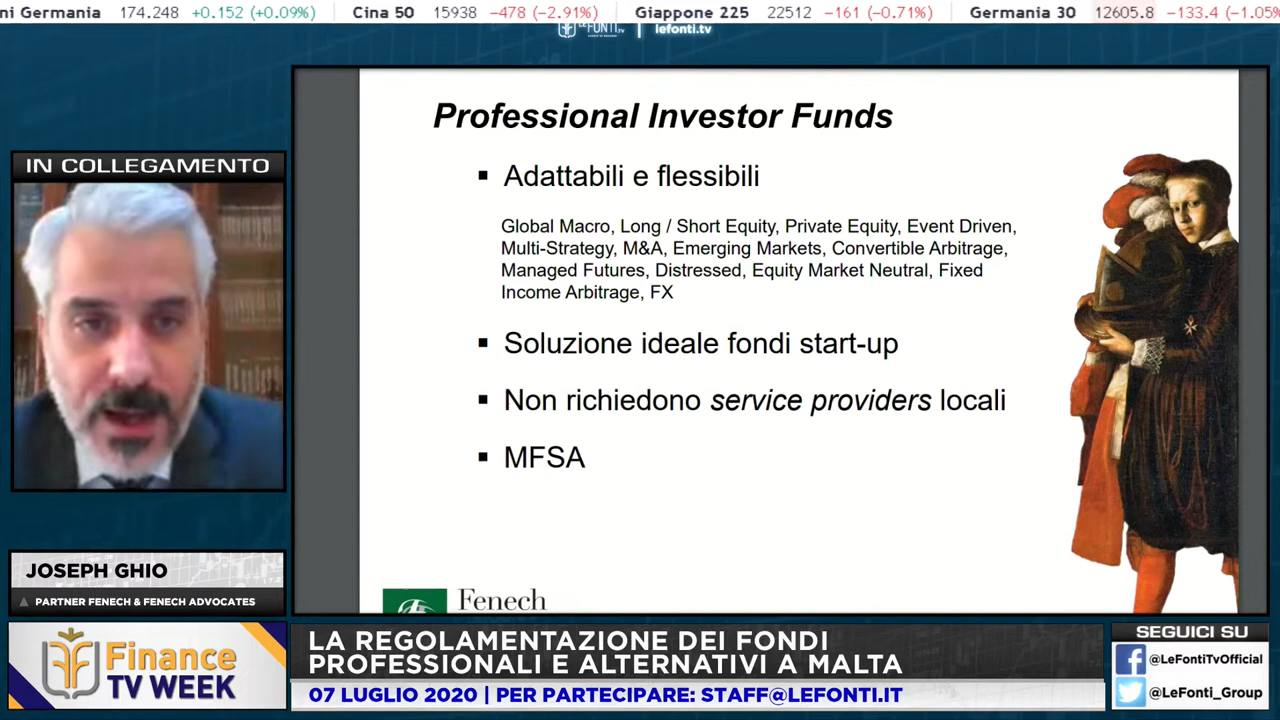 ni Germania 174.248 +0.152 (+0.09%) Cina 50 15938 -478 (-2.91%) Giappone 225 22512 -161 (-0.71%) Germania 30 12605.8 -133.4 (-1.05%
LE FONTI.TV lefonti.tv
IN COLLEGAMENTO
Professional Investor Funds
▪ Adattabili e flessibili
Global Macro, Long / Short Equity, Private Equity, Event Driven,
Multi-Strategy, M&A, Emerging Markets, Convertible Arbitrage,
Managed Futures, Distressed, Equity Market Neutral, Fixed
Income Arbitrage, FX
▪ Soluzione ideale fondi start-up
▪ Non richiedono service providers locali
▪ MFSA
Fenech
JOSEPH GHIO
PARTNER FENECH & FENECH ADVOCATES
Finance
TV WEEK
LA REGOLAMENTAZIONE DEI FONDI
PROFESSIONALI E ALTERNATIVI A MALTA
07 LUGLIO 2020 | PER PARTECIPARE: STAFF@LEFONTI.IT
SEGUICI SU
@LeFontiTvOfficial
@LeFonti_Group